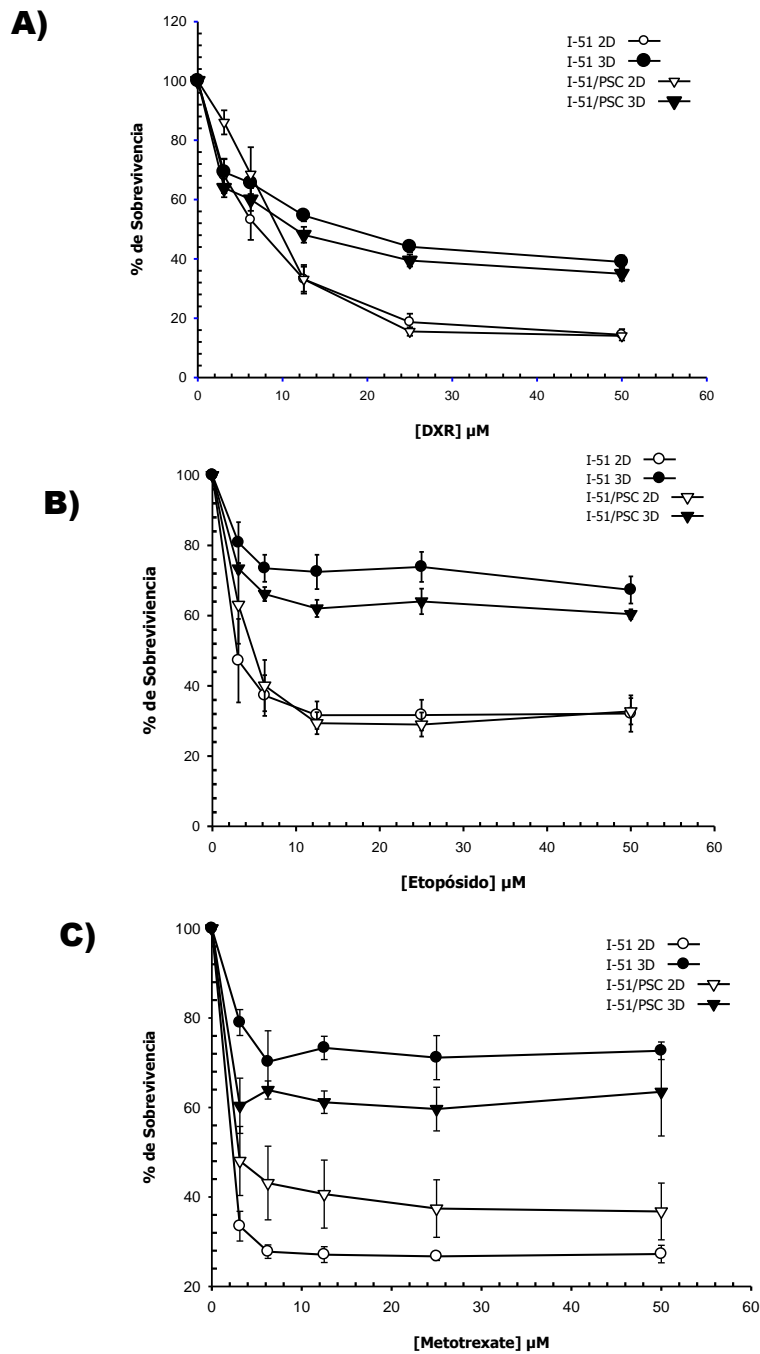 A)
I-51 2D
I-51 3D
I-51/PSC 2D
I-51/PSC 3D
% de Sobrevivencia
120
100
80
60
40
20
0
0 10 20 30 40 50 60
[DXR] µM
B)
I-51 2D
I-51 3D
I-51/PSC 2D
I-51/PSC 3D
% de Sobreviviencia
100
80
60
40
20
0
0 10 20 30 40 50 60
[Etopósido] µM
C)
I-51 2D
I-51 3D
I-51/PSC 2D
I-51/PSC 3D
% de Sobrevivencia
100
80
60
40
20
0 10 20 30 40 50 60
[Metotrexate] µM